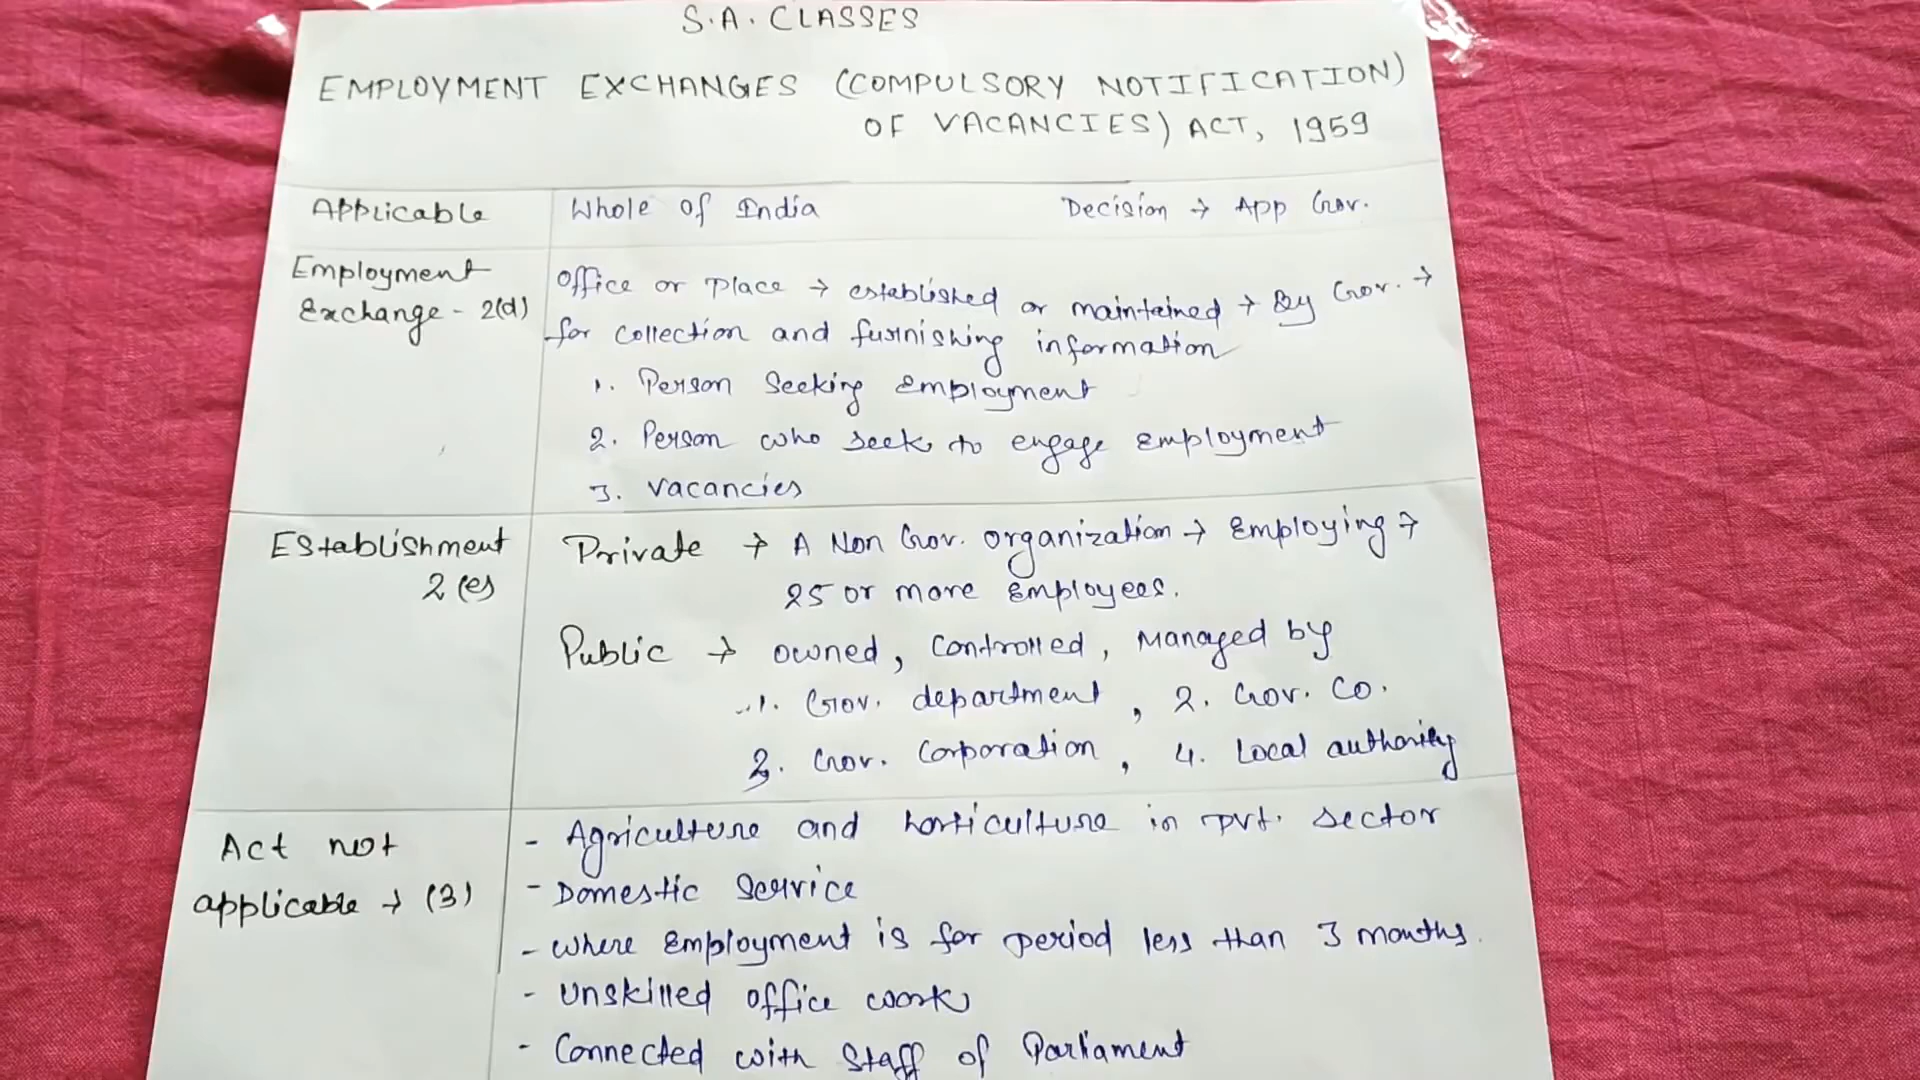 S.A. CLASSES
EMPLOYMENT EXCHANGES (COMPULSORY NOTIFICATION)
OF VACANCIES) ACT, 1959
Applicable
Whole of India
Decision → App Gov.
Employment
Exchange - 2(d)
Office or place → established or maintained → By Gov. →
for collection and furnishing information
1. Person Seeking employment
2. Person who seek to engage employment
3. vacancies
Establishment
2(e)
Private → A Non Gov. organization → Employing →
25 or more employees.
Public → owned, controlled, Managed by
1. Gov. department, 2. Gov. Co.
3. Gov. Corporation, 4. Local authority
Act not
applicable → (3)
- Agriculture and horticulture in pvt. sector
- Domestic Service
- where employment is for period less than 3 months.
- Unskilled office work
- Connected with Staff of Parliament